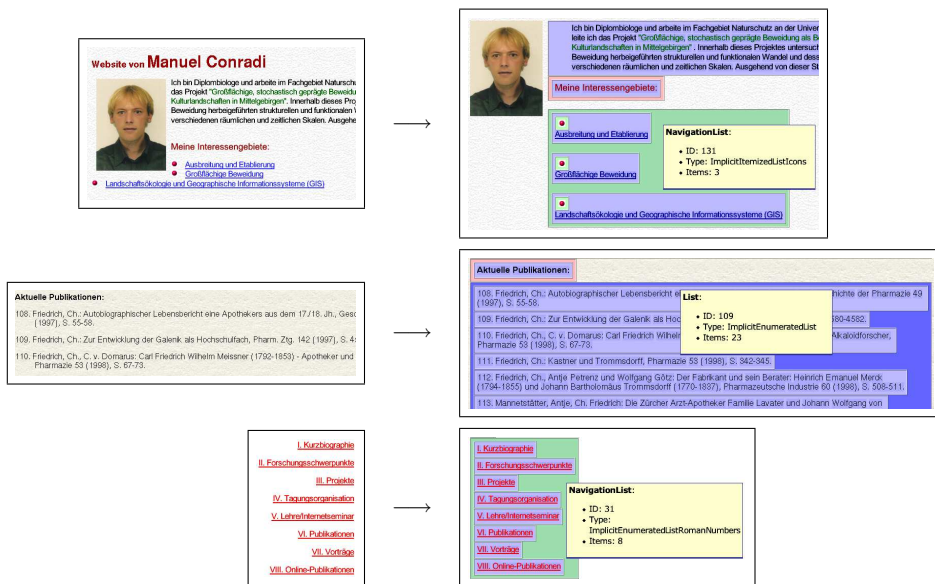 Website von Manuel Conradi
Ich bin Diplombiologe und arbeite im Fachgebiet Naturschu
das Projekt "Großflächige, stochastisch geprägte Beweidu
Kulturlandschaften in Mittelgebirgen". Innerhalb dieses Proj
Beweidung herbeigeführten strukturellen und funktionalen
verschiedenen räumlichen und zeitlichen Skalen. Ausgehe
Meine Interessengebiete:
Ausbreitung und Etablierung
Großflächige Beweidung
Landschaftsökologie und Geographische Informationssysteme (GIS)
Ich bin Diplombiologe und arbeite im Fachgebiet Naturschutz an der Univer
leite ich das Projekt "Großflächige, stochastisch geprägte Beweidung als B
Kulturlandschaften in Mittelgebirgen" . Innerhalb dieses Projektes untersuch
Beweidung herbeigeführten strukturellen und funktionalen Wandel und dess
verschiedenen räumlichen und zeitlichen Skalen. Ausgehend von dieser St
Meine Interessengebiete:
Ausbreitung und Etablierung
Großflächige Beweidung
Landschaftsökologie und Geographische Informationssysteme (GIS)
NavigationList:
• ID: 131
• Type: ImplicitItemizedListIcons
• Items: 3
Aktuelle Publikationen:
108. Friedrich, Ch.: Autobiographischer Lebensbericht eine Apothekers aus dem 17./18. Jh., Gesc
(1997), S. 55-58.
109. Friedrich, Ch.: Zur Entwicklung der Galenik als Hochschulfach, Pharm. Ztg. 142 (1997), S. 4
110. Friedrich, Ch., C. v. Domarus: Carl Friedrich Wilhelm Meissner (1792-1853) - Apotheker und
Pharmazie 53 (1998), S. 67-73.
Aktuelle Publikationen:
108. Friedrich, Ch.: Autobiographischer Lebensbericht ei chichte der Pharmazie 49
(1997), S. 55-58.
109. Friedrich, Ch.: Zur Entwicklung der Galenik als Hoc 580-4582.
110. Friedrich, Ch., C. v. Domarus: Carl Friedrich Wilhelm Alkaloidforscher,
Pharmazie 53 (1998), S. 67-73.
111. Friedrich, Ch.: Kastner und Trommsdorff, Pharmazie 53 (1998), S. 342-345.
112. Friedrich, Ch., Antje Petrenz und Wolfgang Götz: Der Fabrikant und sein Berater: Heinrich Emanuel Merck
(1794-1855) und Johann Bartholomäus Trommsdorff (1770-1837), Pharmazeutsche Industrie 60 (1998), S. 508-511.
113. Mannetstätter, Antje, Ch. Friedrich: Die Zürcher Arzt-Apotheker Familie Lavater und Johann Wolfgang von
List:
• ID: 109
• Type: ImplicitEnumeratedList
• Items: 23
I. Kurzbiographie
II. Forschungsschwerpunkte
III. Projekte
IV. Tagungsorganisation
V. Lehre/Internetseminar
VI. Publikationen
VII. Vorträge
VIII. Online-Publikationen
I. Kurzbiographie
II. Forschungsschwerpunkte
III. Projekte
IV. Tagungsorganisation
V. Lehre/Internetseminar
VI. Publikationen
VII. Vorträge
VIII. Online-Publikationen
NavigationList:
• ID: 31
• Type:
ImplicitEnumeratedListRomanNumbers
• Items: 8